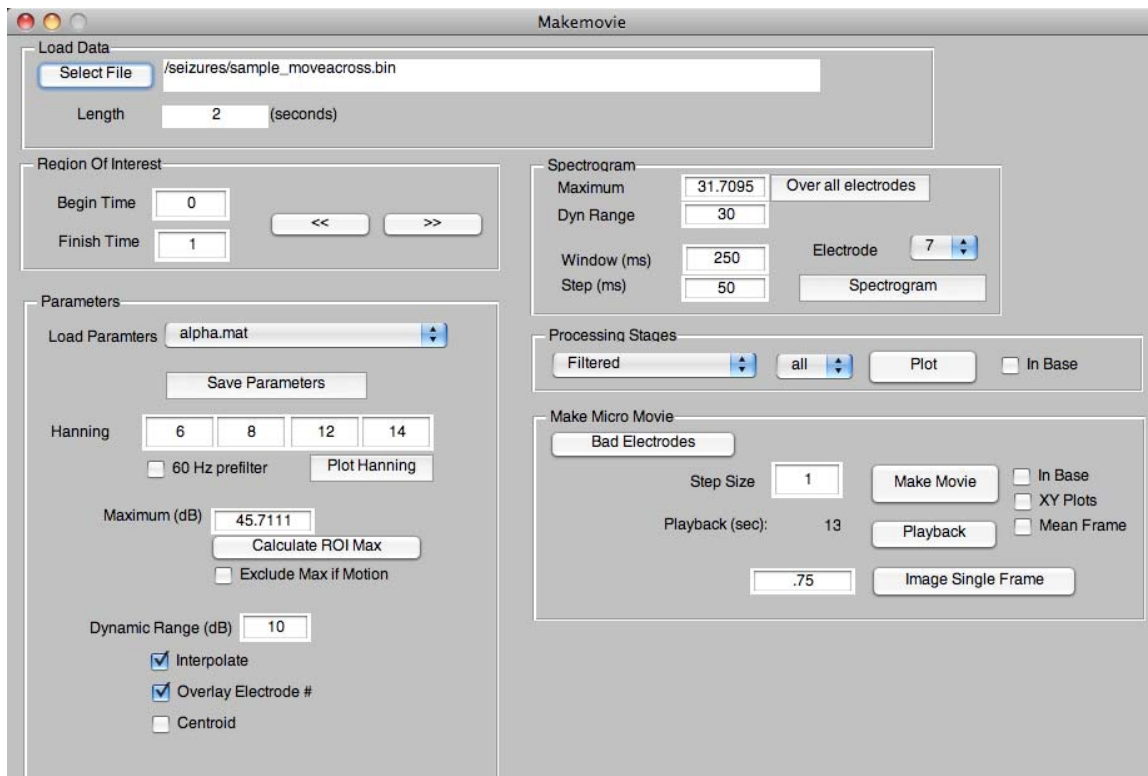 Makemovie
Load Data
Select File /seizures/sample_moveacross.bin
Length 2 (seconds)
Region Of Interest
Begin Time 0
<< >>
Finish Time 1
Spectrogram
Maximum 31.7095 Over all electrodes
Dyn Range 30
Window (ms) 250 Electrode 7
Step (ms) 50 Spectrogram
Parameters
Load Paramters alpha.mat
Save Parameters
Hanning 6 8 12 14
60 Hz prefilter Plot Hanning
Maximum (dB) 45.7111
Calculate ROI Max
Exclude Max if Motion
Dynamic Range (dB) 10
Interpolate
Overlay Electrode #
Centroid
Processing Stages
Filtered all Plot In Base
Make Micro Movie
Bad Electrodes
Step Size 1 Make Movie In Base
XY Plots
Playback (sec): 13 Playback Mean Frame
.75 Image Single Frame